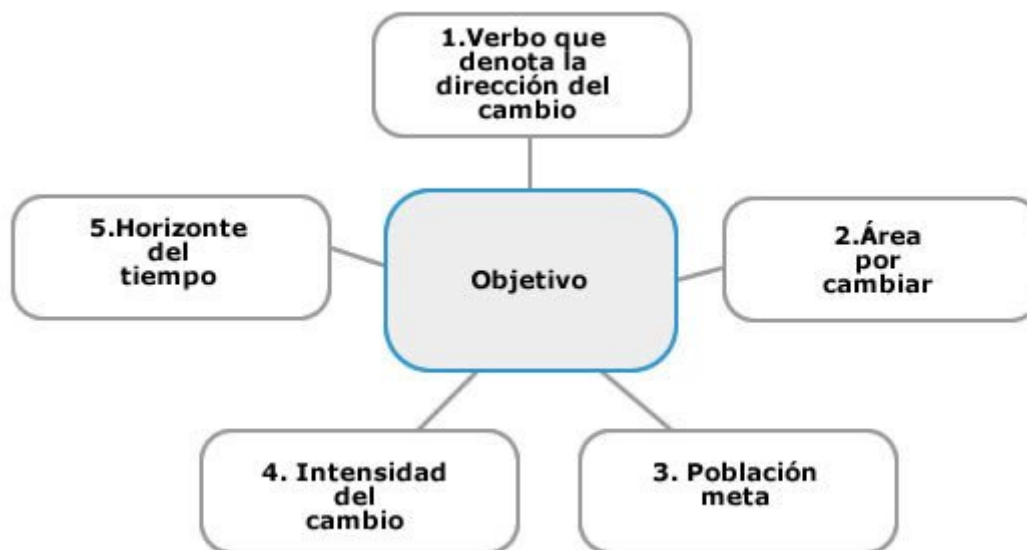 1.Verbo que
denota la
dirección del
cambio
5.Horizonte
del
tiempo
Objetivo
2.Área
por
cambiar
4. Intensidad
del
cambio
3. Población
meta